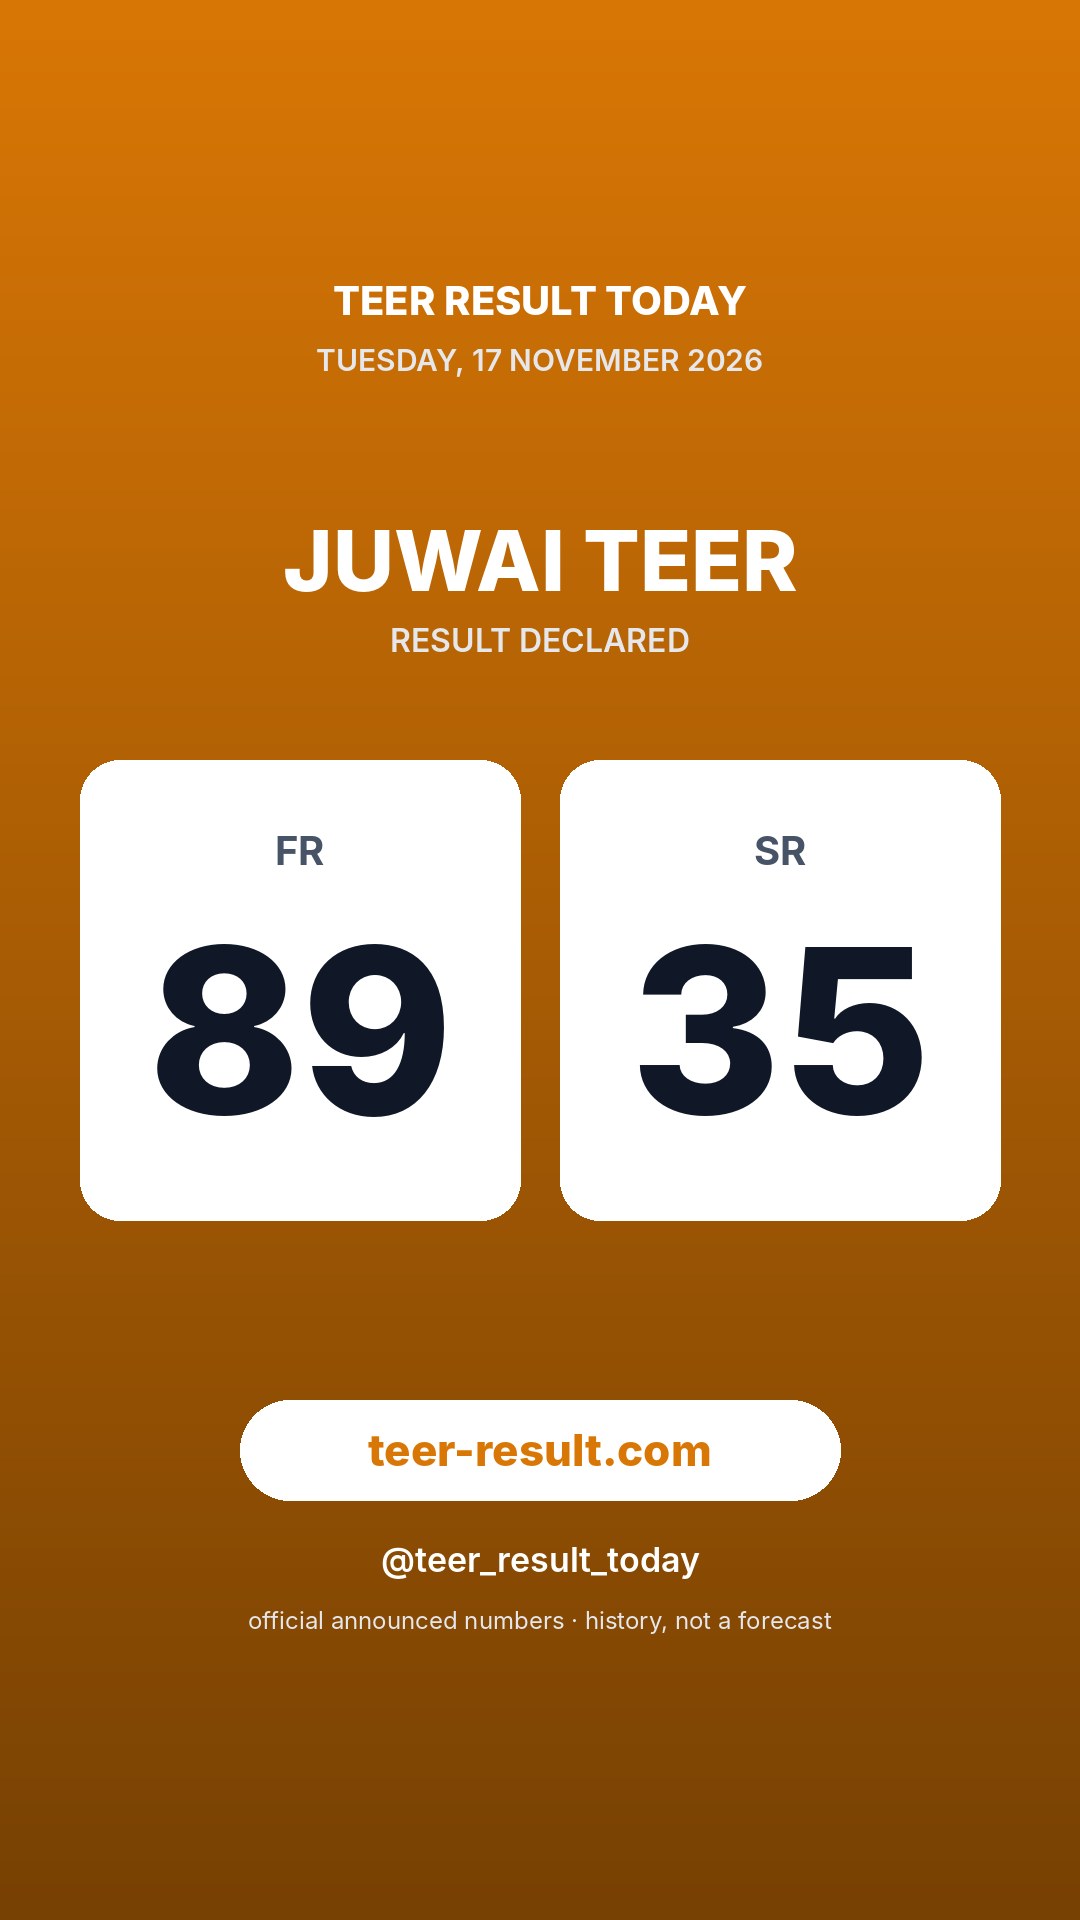 TEER RESULT TODAY
TUESDAY, 17 NOVEMBER 2026
JUWAI TEER
RESULT DECLARED
FR
89
SR
35
teer-result.com
@teer_result_today
official announced numbers · history, not a forecast